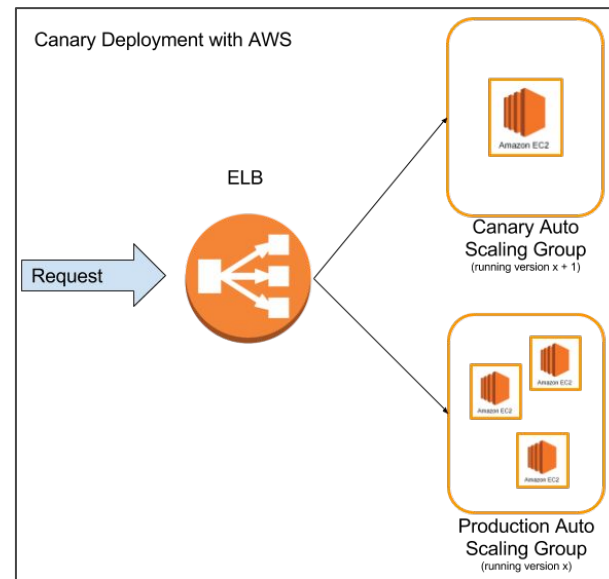 Canary Deployment with AWS
Amazon EC2
ELB
Canary Auto
Scaling Group
(running version x + 1)
Request
Amazon EC2
Amazon EC2
Amazon EC2
Production Auto
Scaling Group
(running version x)